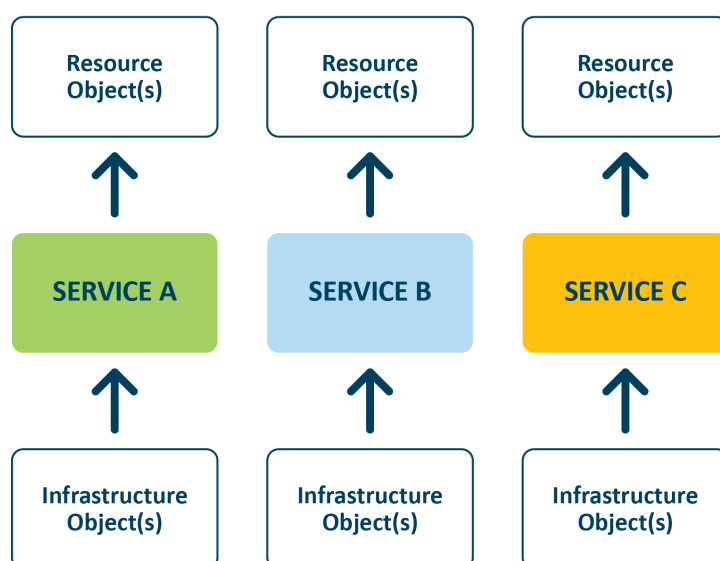 Resource
Object(s)
Resource
Object(s)
Resource
Object(s)
SERVICE A
SERVICE B
SERVICE C
Infrastructure
Object(s)
Infrastructure
Object(s)
Infrastructure
Object(s)